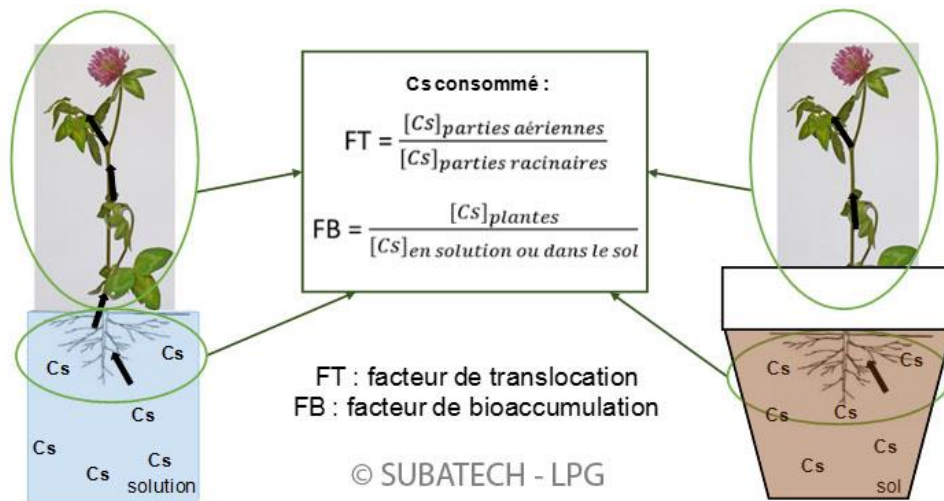 Cs consommé :
FT = [Cs]parties aériennes / [Cs]parties racinaires
FB = [Cs]plantes / [Cs]en solution ou dans le sol
Cs
Cs
Cs
Cs
Cs
Cs
solution
FT : facteur de translocation
FB : facteur de bioaccumulation
© SUBATECH - LPG
Cs
Cs
Cs
Cs
Cs
Cs
sol